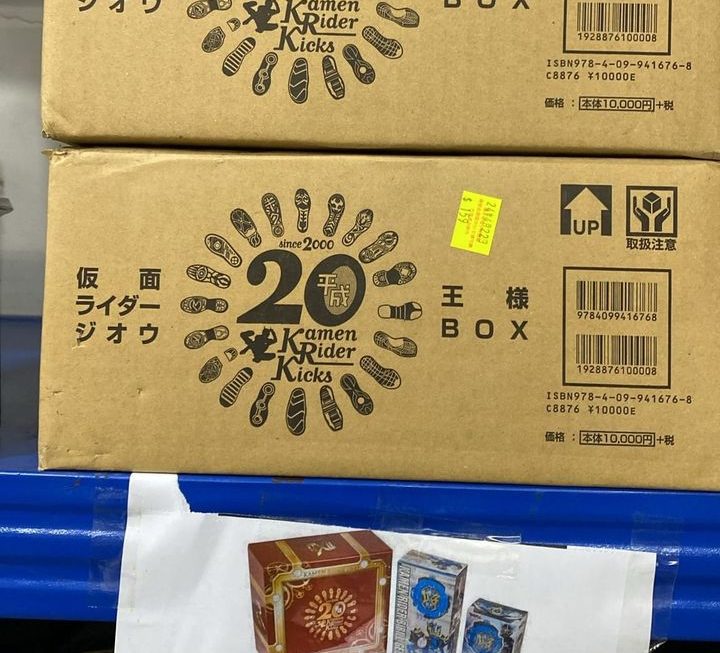 ジオウ
Kamen
Rider
Kicks
BOX
1928876100008
ISBN978-4-09-941676-8
C8876 ¥10000E
価格：本体10,000円+税
仮面
ライダー
ジオウ
since 2000
20
平成
Kamen
Rider
Kicks
王様
BOX
$ 159
UP
取扱注意
9784099416768
1928876100008
ISBN978-4-09-941676-8
C8876 ¥10000E
価格：本体10,000円+税
20